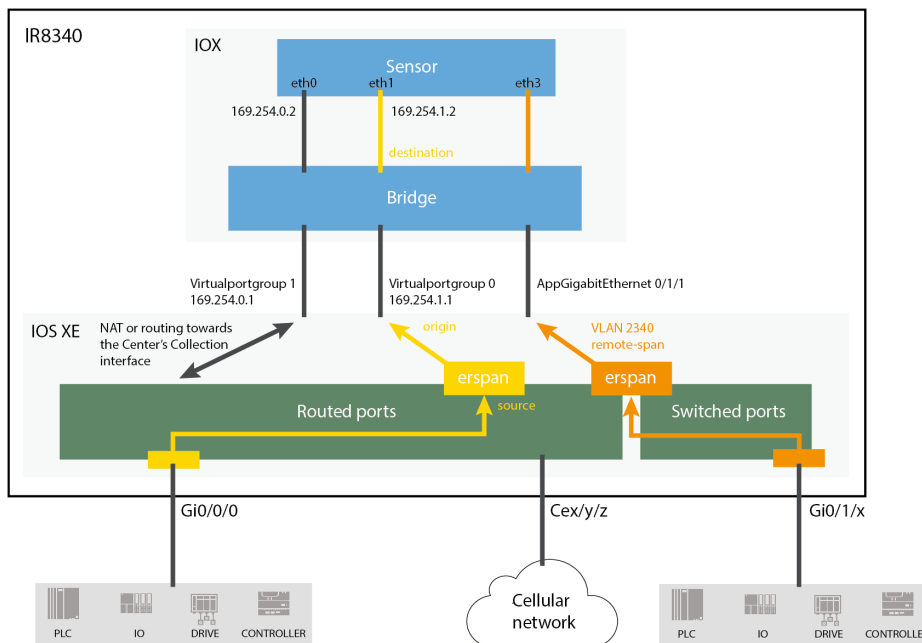 IR8340
IOX
Sensor
eth0
eth1
eth3
169.254.0.2
169.254.1.2
destination
Bridge
Virtualportgroup 1
169.254.0.1
Virtualportgroup 0
169.254.1.1
AppGigabitEthernet 0/1/1
IOS XE
NAT or routing towards
the Center's Collection
interface
origin
VLAN 2340
remote-span
erspan
erspan
Routed ports
source
Switched ports
Gi0/0/0
Cex/y/z
Gi0/1/x
PLC
IO
DRIVE
CONTROLLER
Cellular
network
PLC
IO
DRIVE
CONTROLLER